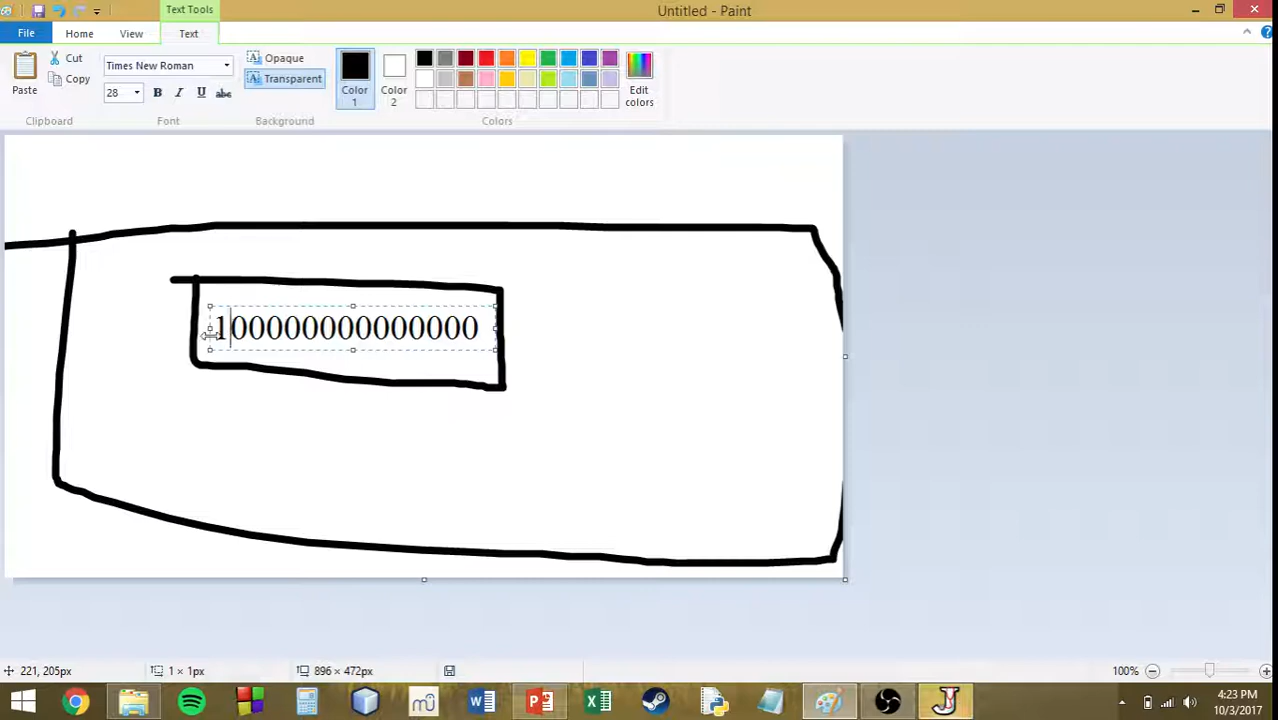 Text Tools
Untitled - Paint
File
Home
View
Text
Paste
Cut
Copy
Clipboard
Times New Roman
28
B I U abc
Font
Opaque
Transparent
Background
Color 1
Color 2
Edit colors
Colors
100000000000000
221, 205px
1 × 1px
896 × 472px
100%
4:23 PM
10/3/2017